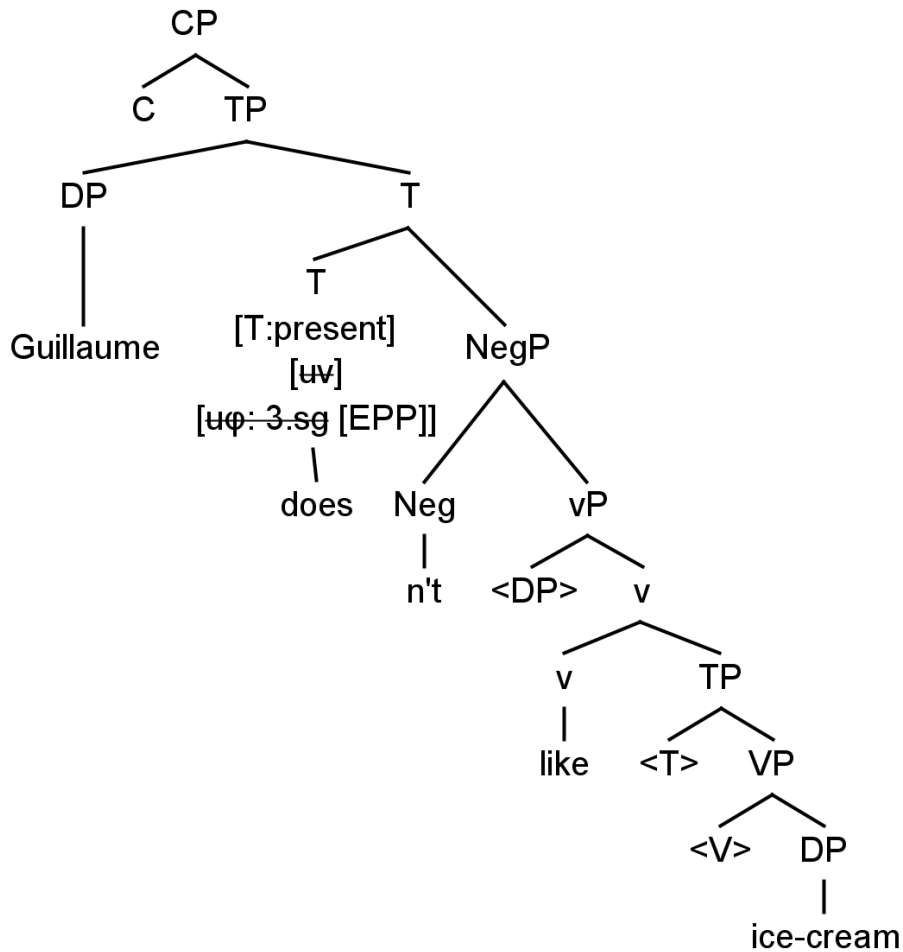 CP
C TP
DP T
T
[T:present]
Guillaume NegP
[uv]
[uφ: 3.sg [EPP]]
does Neg vP
n't <DP> v
v TP
like <T> VP
<V> DP
ice-cream